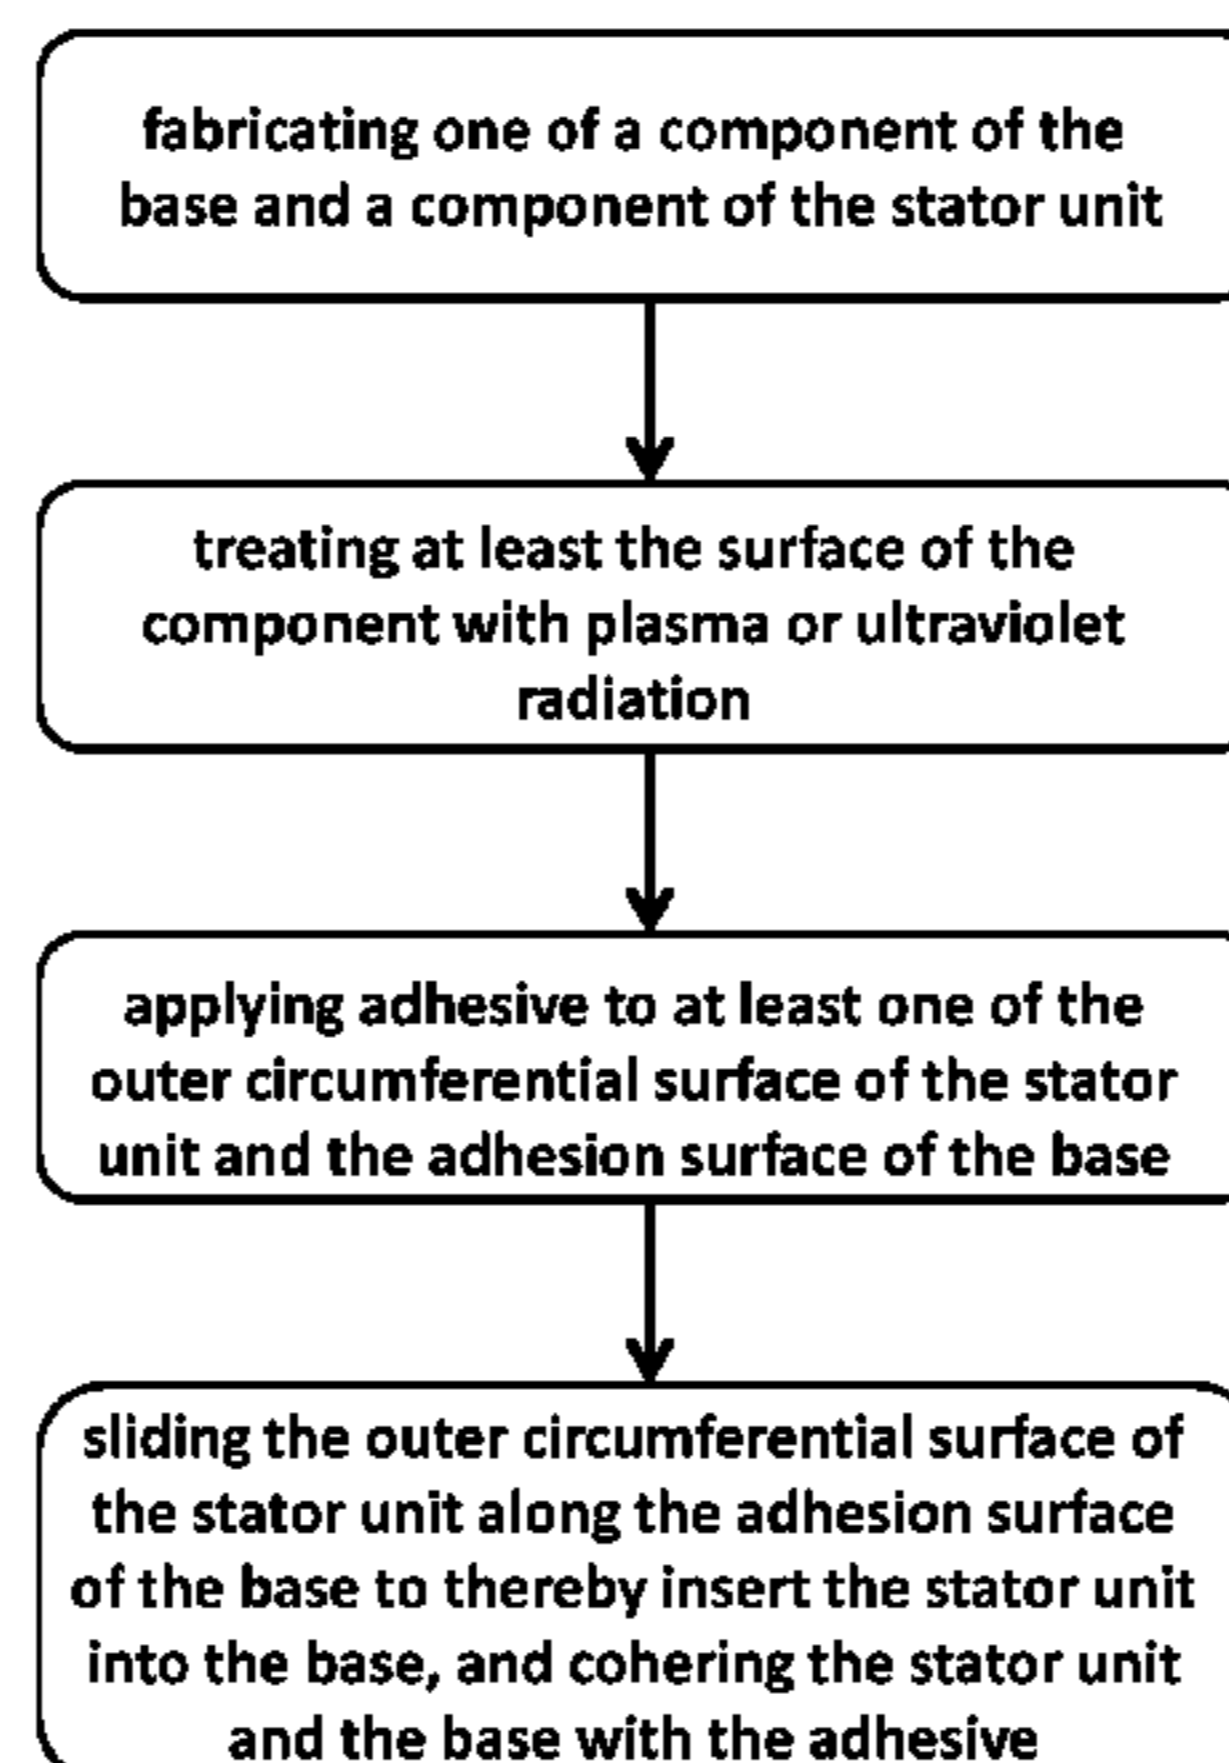 fabricating one of a component of the
base and a component of the stator unit
treating at least the surface of the
component with plasma or ultraviolet
radiation
applying adhesive to at least one of the
outer circumferential surface of the stator
unit and the adhesion surface of the base
sliding the outer circumferential surface of
the stator unit along the adhesion surface
of the base to thereby insert the stator unit
into the base, and cohering the stator unit
and the base with the adhesive